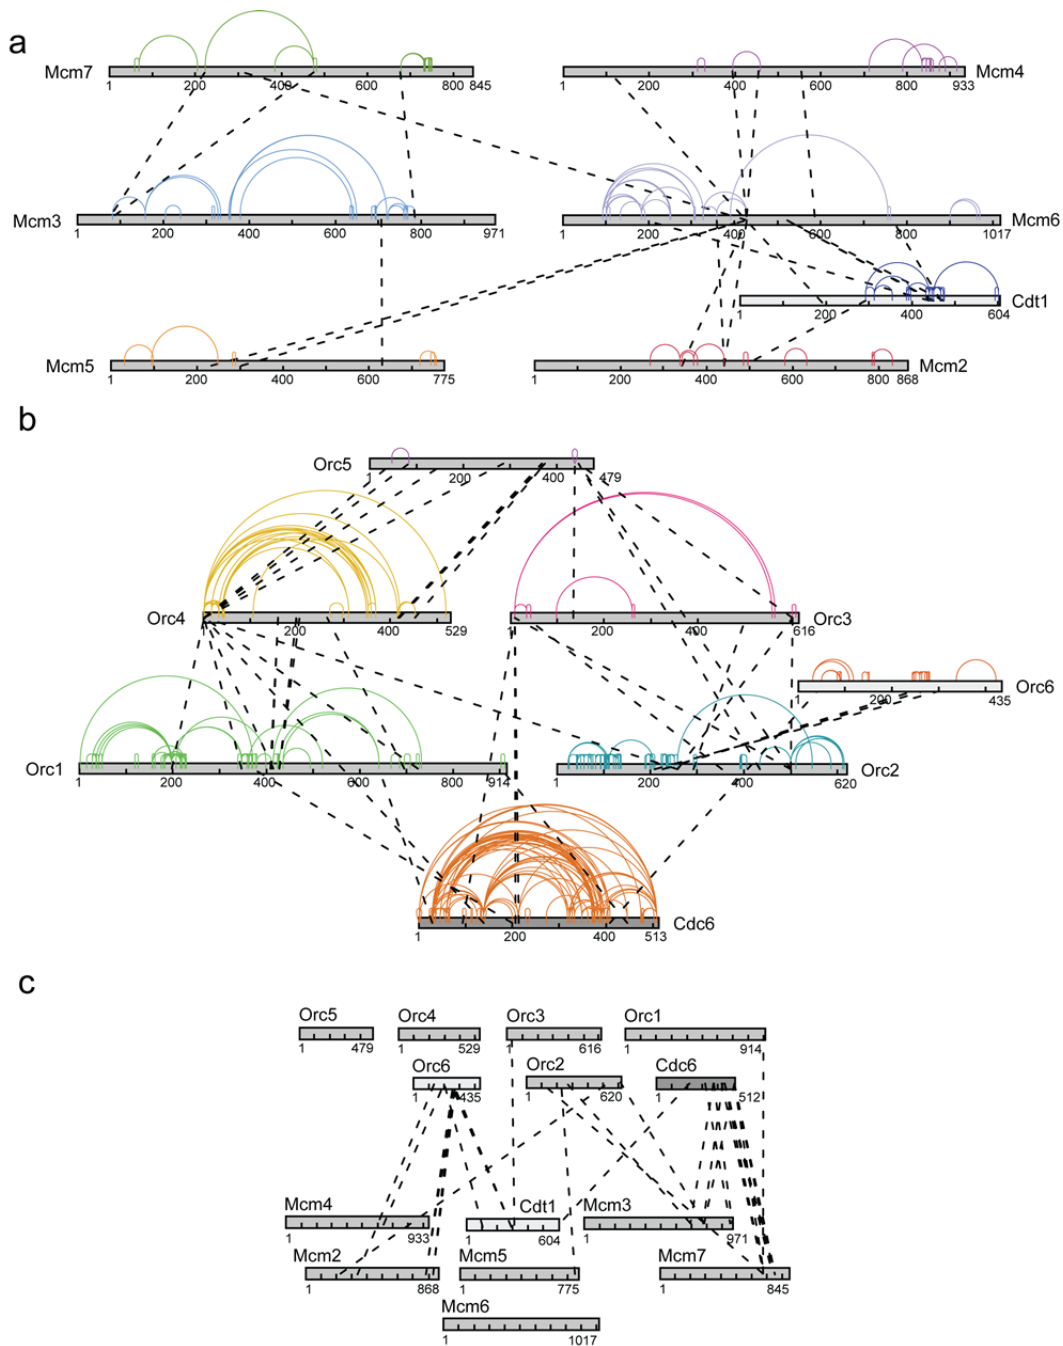 a
Mcm7
1 200 400 600 800 845
1 200 400 600 800 933
Mcm4
Mcm3
1 200 400 600 800 971
1 200 400 600 800 1017
Mcm6
1 200 400 604
Cdt1
Mcm5
1 200 400 600 775
1 200 400 600 800 868
Mcm2
b
Orc5
1 200 400 479
Orc4
1 200 400 529
1 200 400 616
Orc3
1 200 435
Orc6
Orc1
1 200 400 600 800 914
1 200 400 620
Orc2
1 200 400 513
Cdc6
c
Orc5 Orc4 Orc3 Orc1
1 479 1 529 1 616 1 914
Orc6 Orc2 Cdc6
1 435 1 620 1 512
Mcm4 Cdt1 Mcm3
1 933 1 604 1 971
Mcm2 Mcm5 Mcm7
1 868 1 775 1 845
Mcm6
1 1017